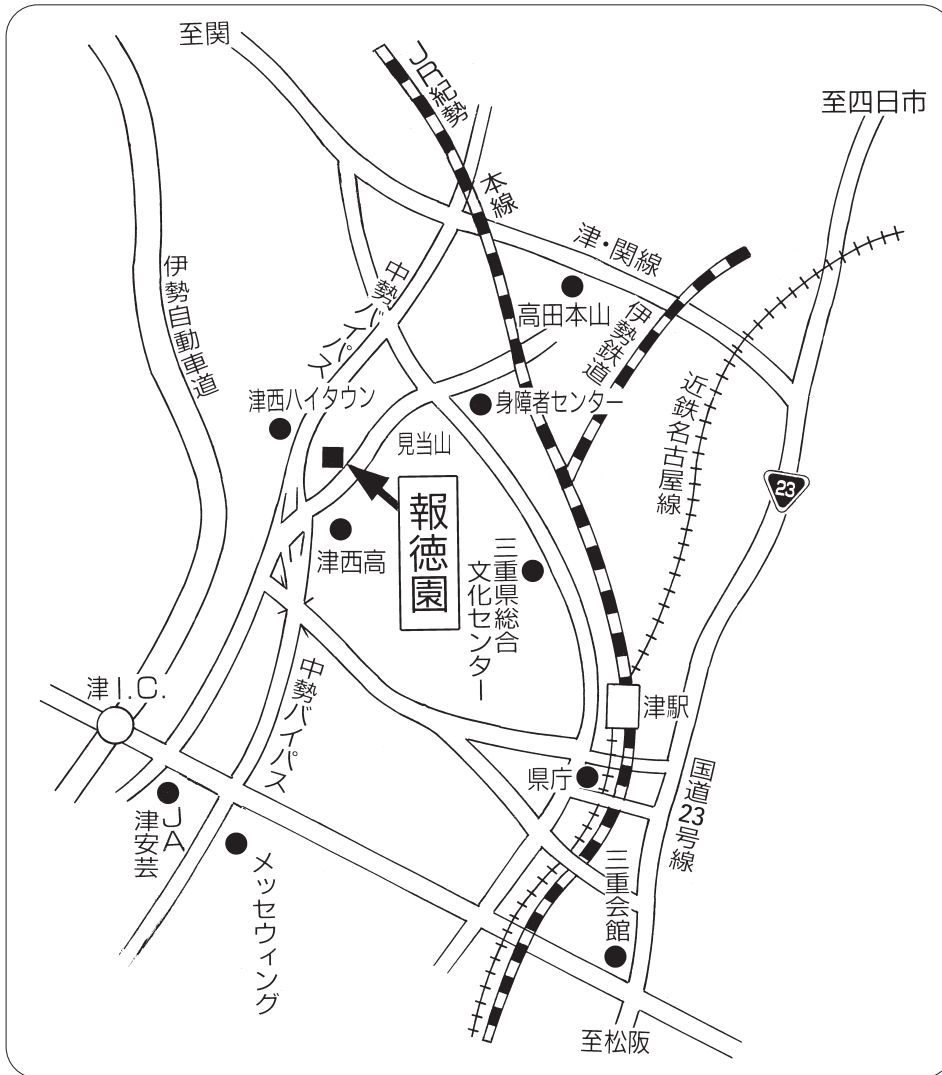 至関
JR紀勢
本線
至四日市
津・関線
伊勢自動車道
中勢バイパス
高田本山
伊勢鉄道
近鉄名古屋線
津西ハイタウン
身障者センター
見当山
23
報徳園
津西高
三重県総合
文化センター
津I.C.
中勢バイパス
津駅
県庁
国道23号線
JA
津安芸
メッセウィング
三重会館
至松阪